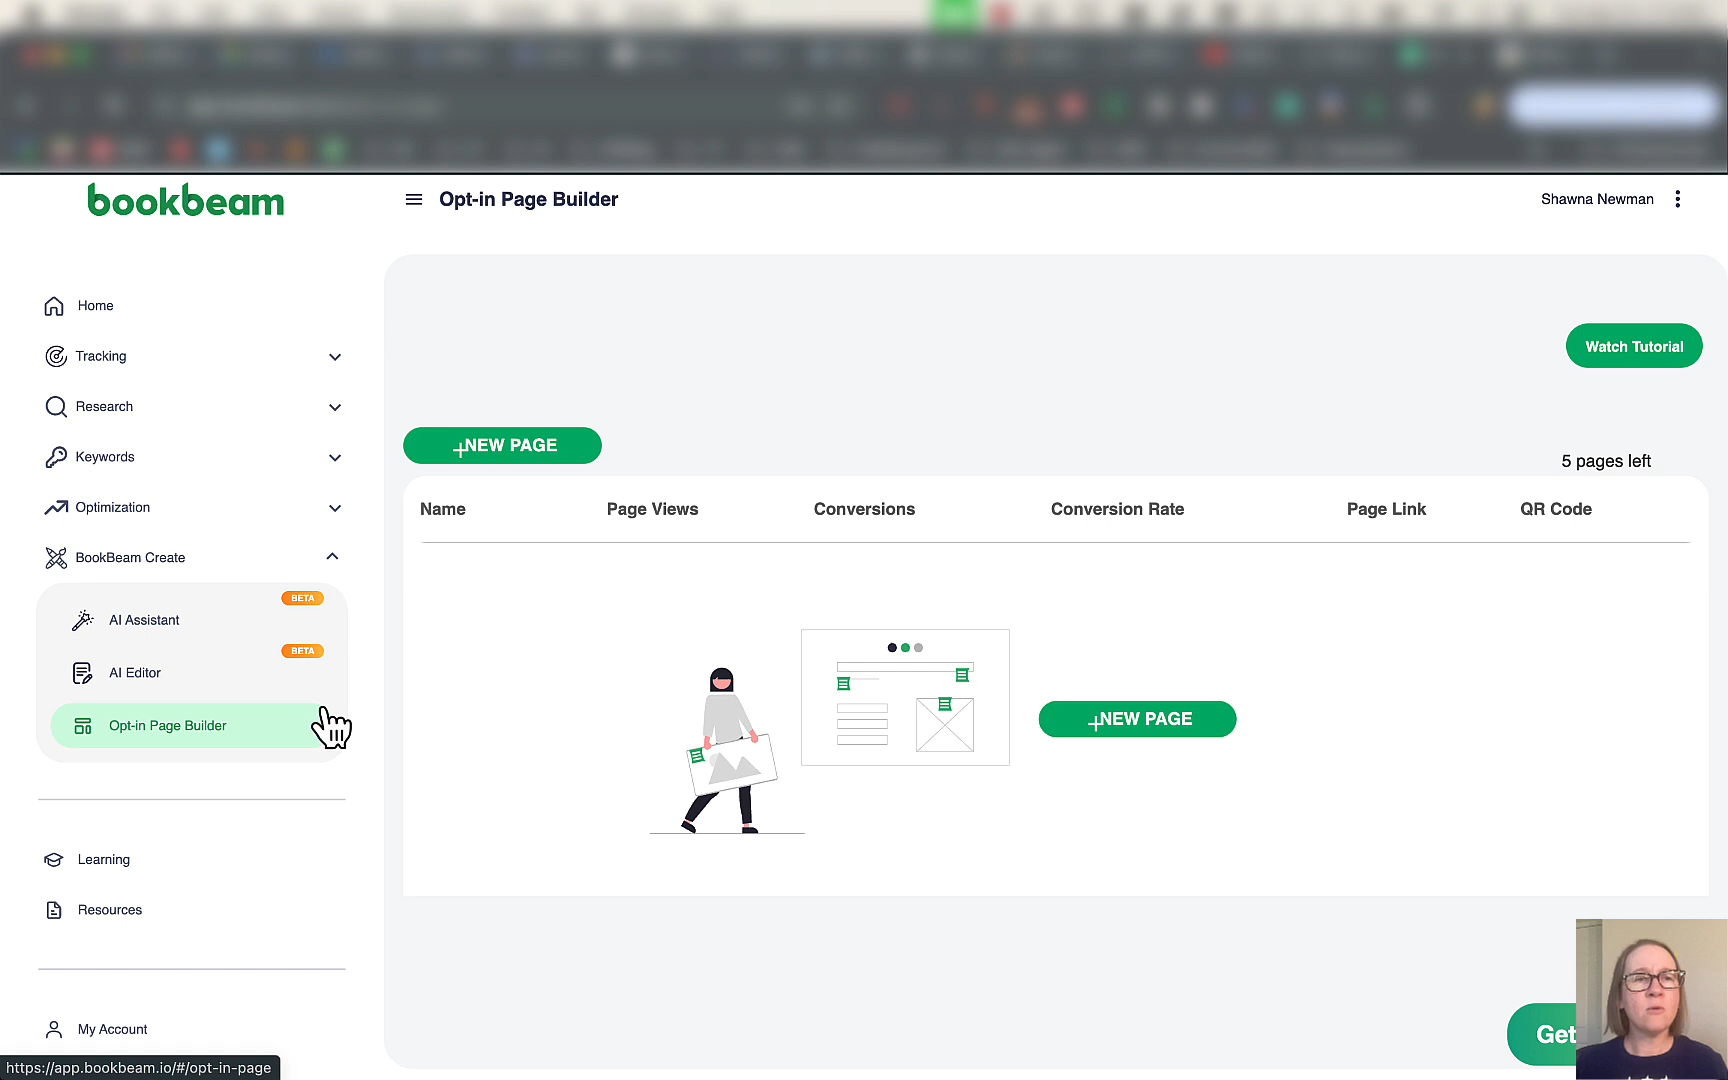 bookbeam
Opt-in Page Builder
Shawna Newman
Home
Tracking
Research
Keywords
Optimization
BookBeam Create
BETA
AI Assistant
BETA
AI Editor
Opt-in Page Builder
Learning
Resources
My Account
Watch Tutorial
+NEW PAGE
5 pages left
Name Page Views Conversions Conversion Rate Page Link QR Code
+NEW PAGE
Get
https://app.bookbeam.io/#/opt-in-page